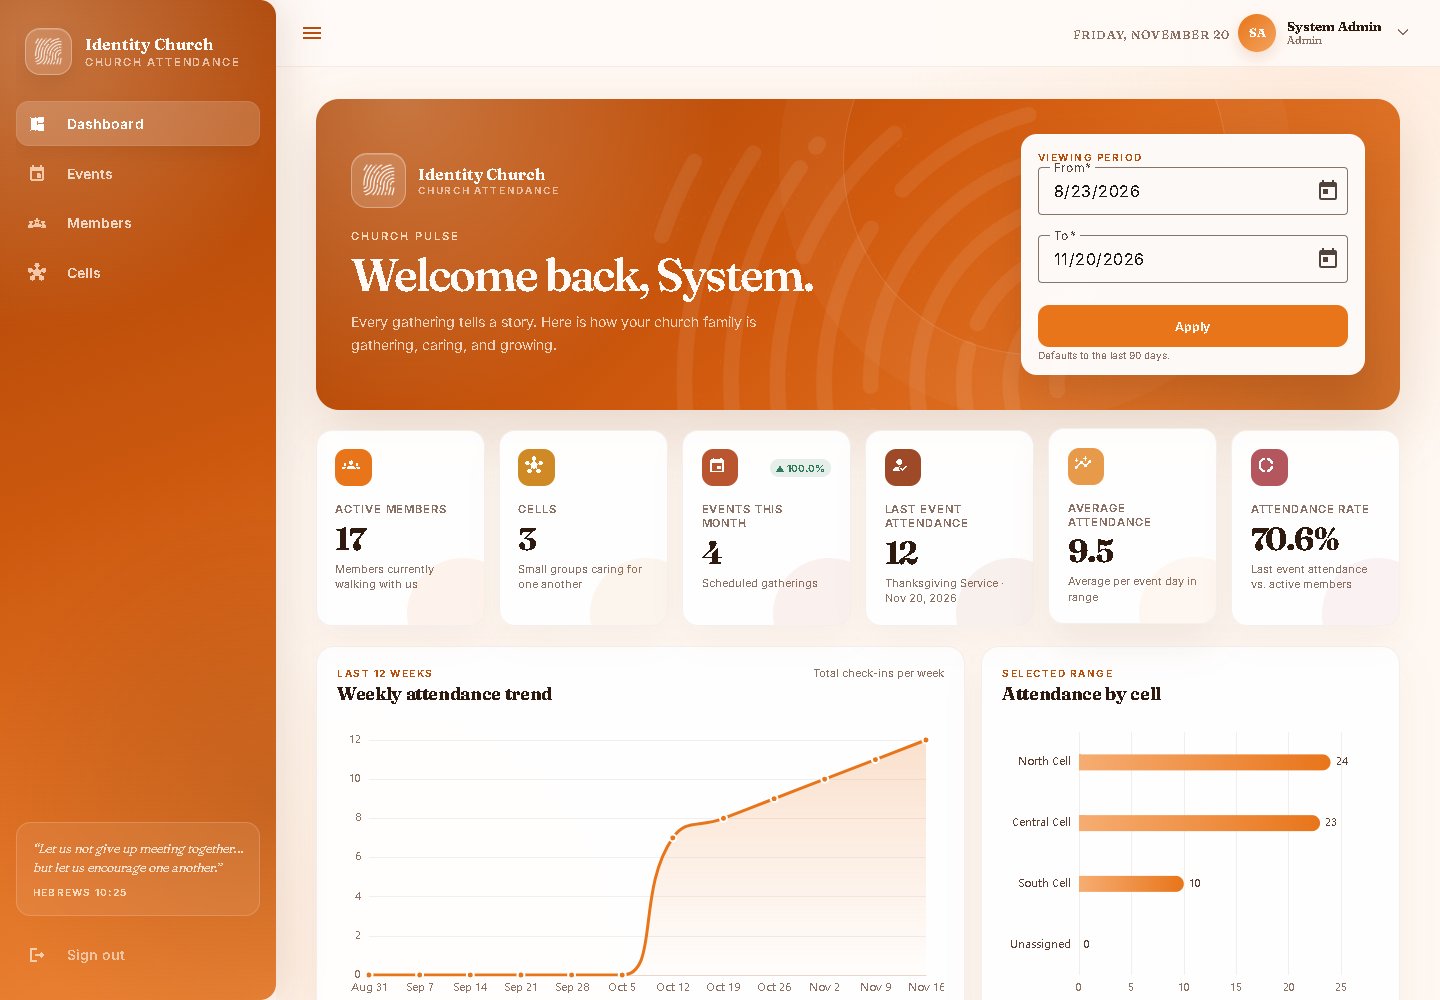 Identity Church
CHURCH ATTENDANCE
Dashboard
Events
Members
Cells
“Let us not give up meeting together...
but let us encourage one another.”
HEBREWS 10:25
Sign out
FRIDAY, NOVEMBER 20
SA
System Admin
Admin
Identity Church
CHURCH ATTENDANCE
CHURCH PULSE
Welcome back, System.
Every gathering tells a story. Here is how your church family is
gathering, caring, and growing.
VIEWING PERIOD
From*
8/23/2026
To*
11/20/2026
Apply
Defaults to the last 90 days.
ACTIVE MEMBERS
17
Members currently
walking with us
CELLS
3
Small groups caring for
one another
▲ 100.0%
EVENTS THIS
MONTH
4
Scheduled gatherings
LAST EVENT
ATTENDANCE
12
Thanksgiving Service ·
Nov 20, 2026
AVERAGE
ATTENDANCE
9.5
Average per event day in
range
ATTENDANCE RATE
70.6%
Last event attendance
vs. active members
LAST 12 WEEKS
Weekly attendance trend
Total check-ins per week
12
10
8
6
4
2
0
Aug 31 Sep 7 Sep 14 Sep 21 Sep 28 Oct 5 Oct 12 Oct 19 Oct 26 Nov 2 Nov 9 Nov 16
SELECTED RANGE
Attendance by cell
North Cell 24
Central Cell 23
South Cell 10
Unassigned 0
0 5 10 15 20 25